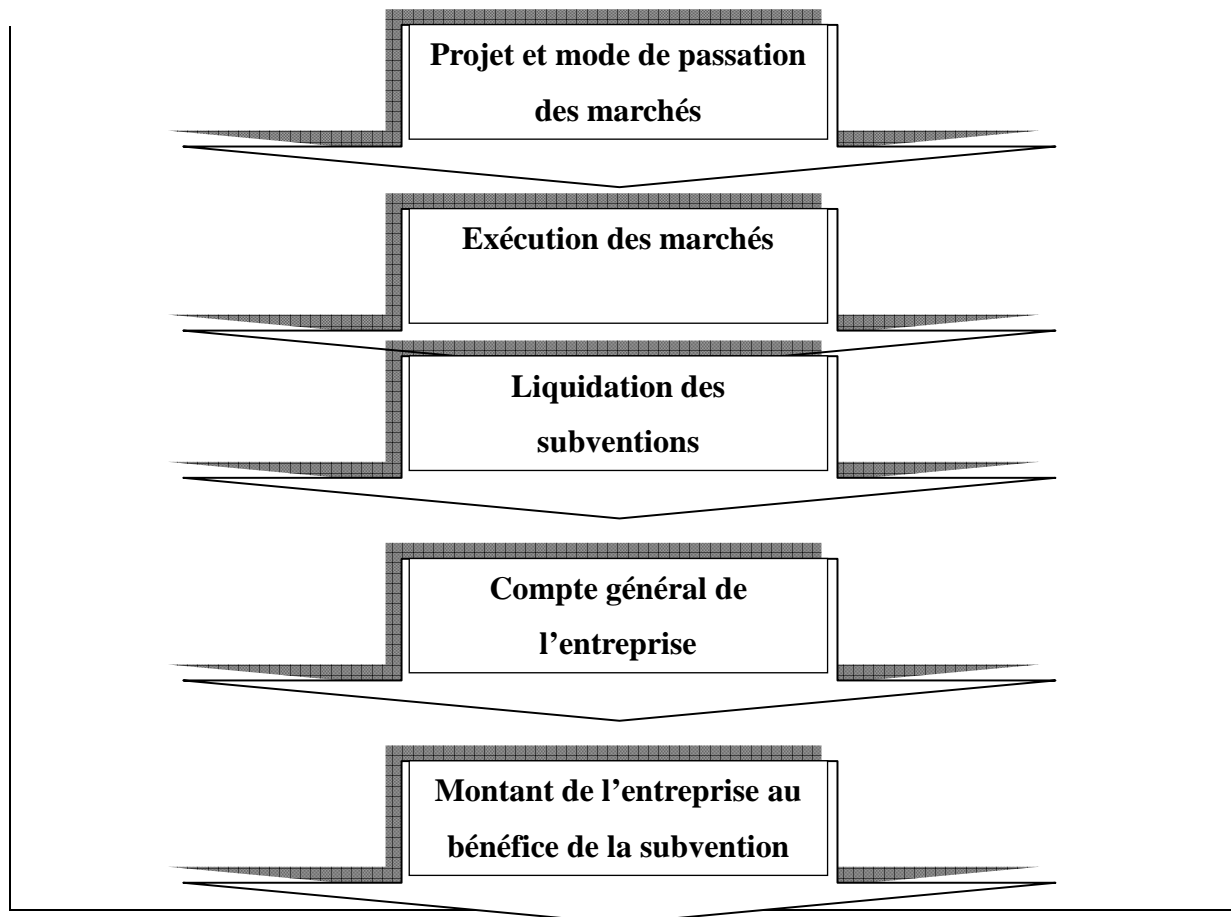 Projet et mode de passation
des marchés
Exécution des marchés
Liquidation des
subventions
Compte général de
l’entreprise
Montant de l’entreprise au
bénéfice de la subvention